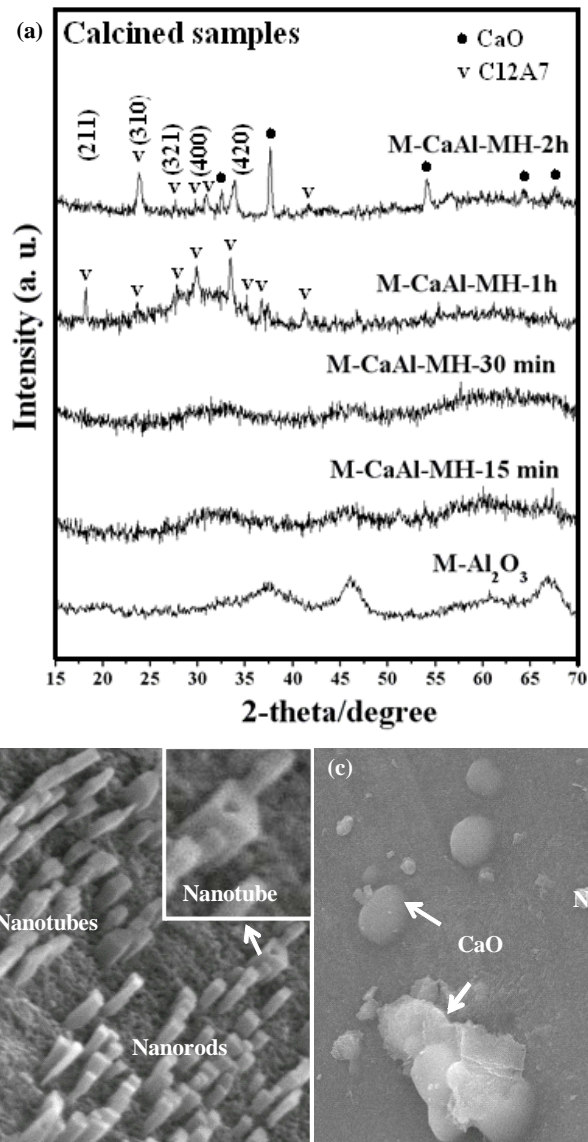 (a) Calcined samples
● CaO
v C12A7
(211) (310) (321) (400) (420)
v v v v v v
M-CaAl-MH-2h
v v v v v v v v
M-CaAl-MH-1h
M-CaAl-MH-30 min
M-CaAl-MH-15 min
M-Al₂O₃
Intensity (a. u.)
15 20 25 30 35 40 45 50 55 60 65 70
2-theta/degree
Nanotube
Nanotubes
Nanorods
(c)
CaO
N